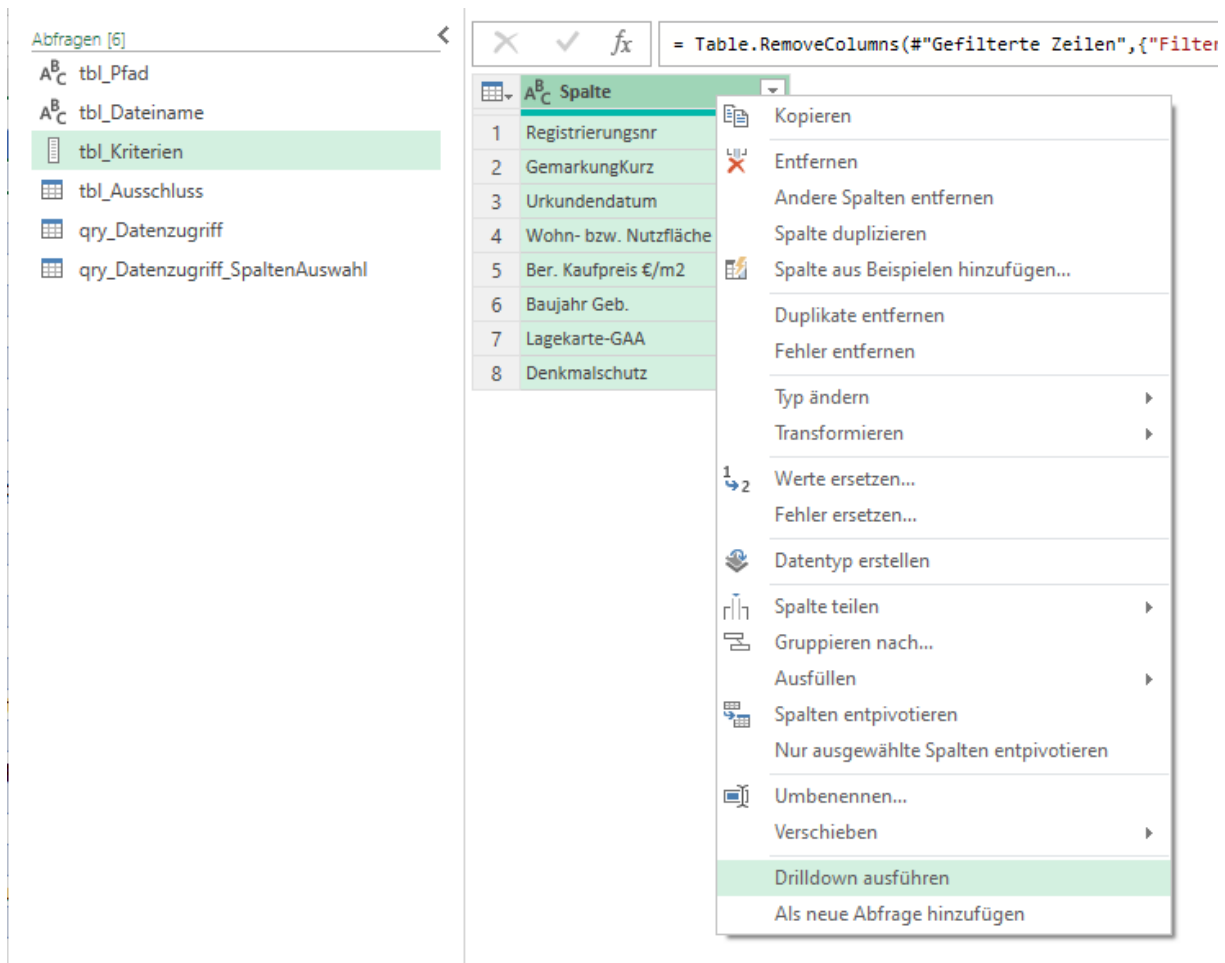 Abfragen [6]
tbl_Pfad
tbl_Dateiname
tbl_Kriterien
tbl_Ausschluss
qry_Datenzugriff
qry_Datenzugriff_SpaltenAuswahl
fx
= Table.RemoveColumns(#"Gefilterte Zeilen",{"Filter
ABC Spalte
1 Registrierungsnr
2 GemarkungKurz
3 Urkundendatum
4 Wohn- bzw. Nutzfläche
5 Ber. Kaufpreis €/m2
6 Baujahr Geb.
7 Lagekarte-GAA
8 Denkmalschutz
Kopieren
Entfernen
Andere Spalten entfernen
Spalte duplizieren
Spalte aus Beispielen hinzufügen...
Duplikate entfernen
Fehler entfernen
Typ ändern
Transformieren
Werte ersetzen...
Fehler ersetzen...
Datentyp erstellen
Spalte teilen
Gruppieren nach...
Ausfüllen
Spalten entpivotieren
Nur ausgewählte Spalten entpivotieren
Umbenennen...
Verschieben
Drilldown ausführen
Als neue Abfrage hinzufügen